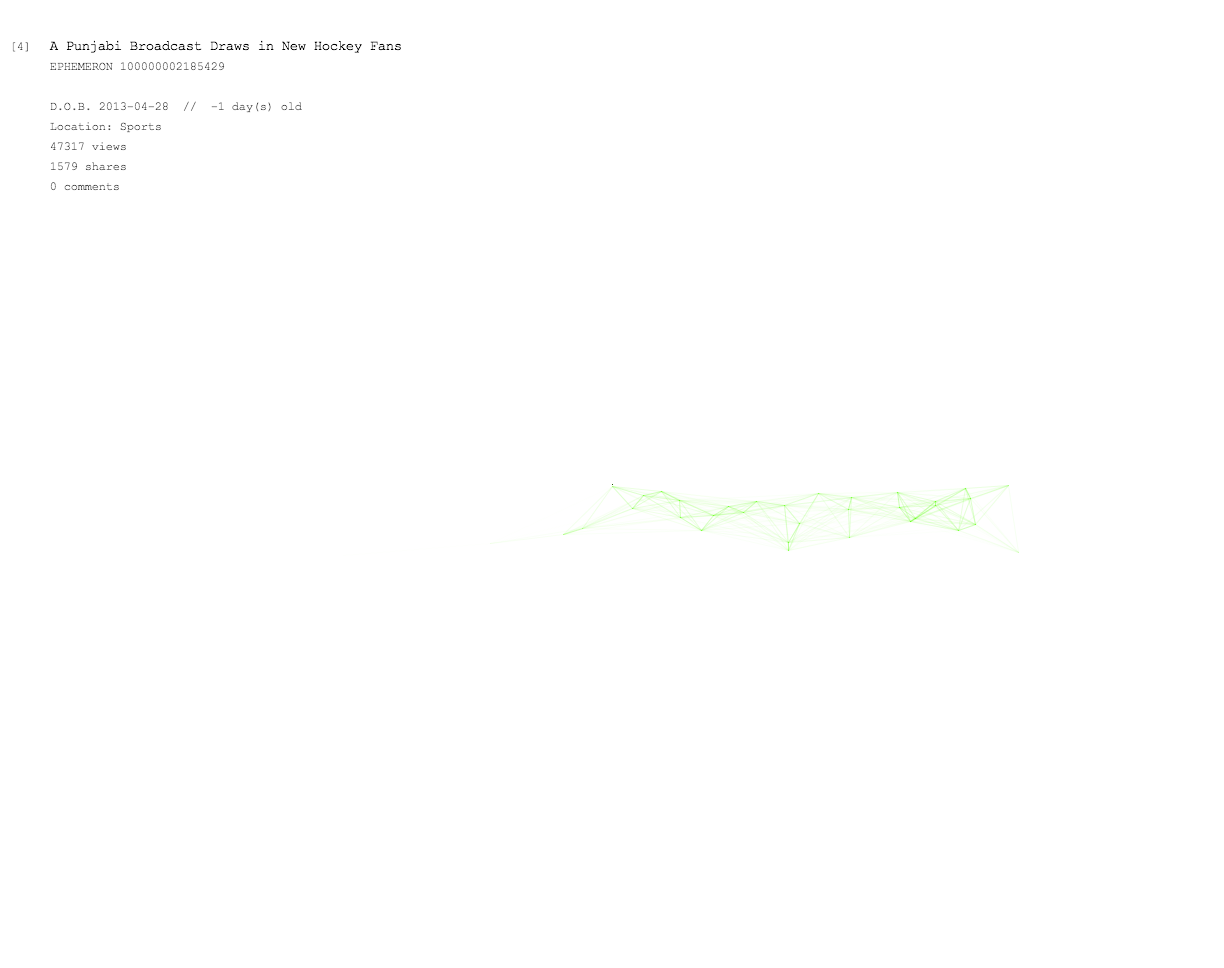 [4] A Punjabi Broadcast Draws in New Hockey Fans
EPHEMERON 100000002185429
D.O.B. 2013-04-28 // -1 day(s) old
Location: Sports
47317 views
1579 shares
0 comments